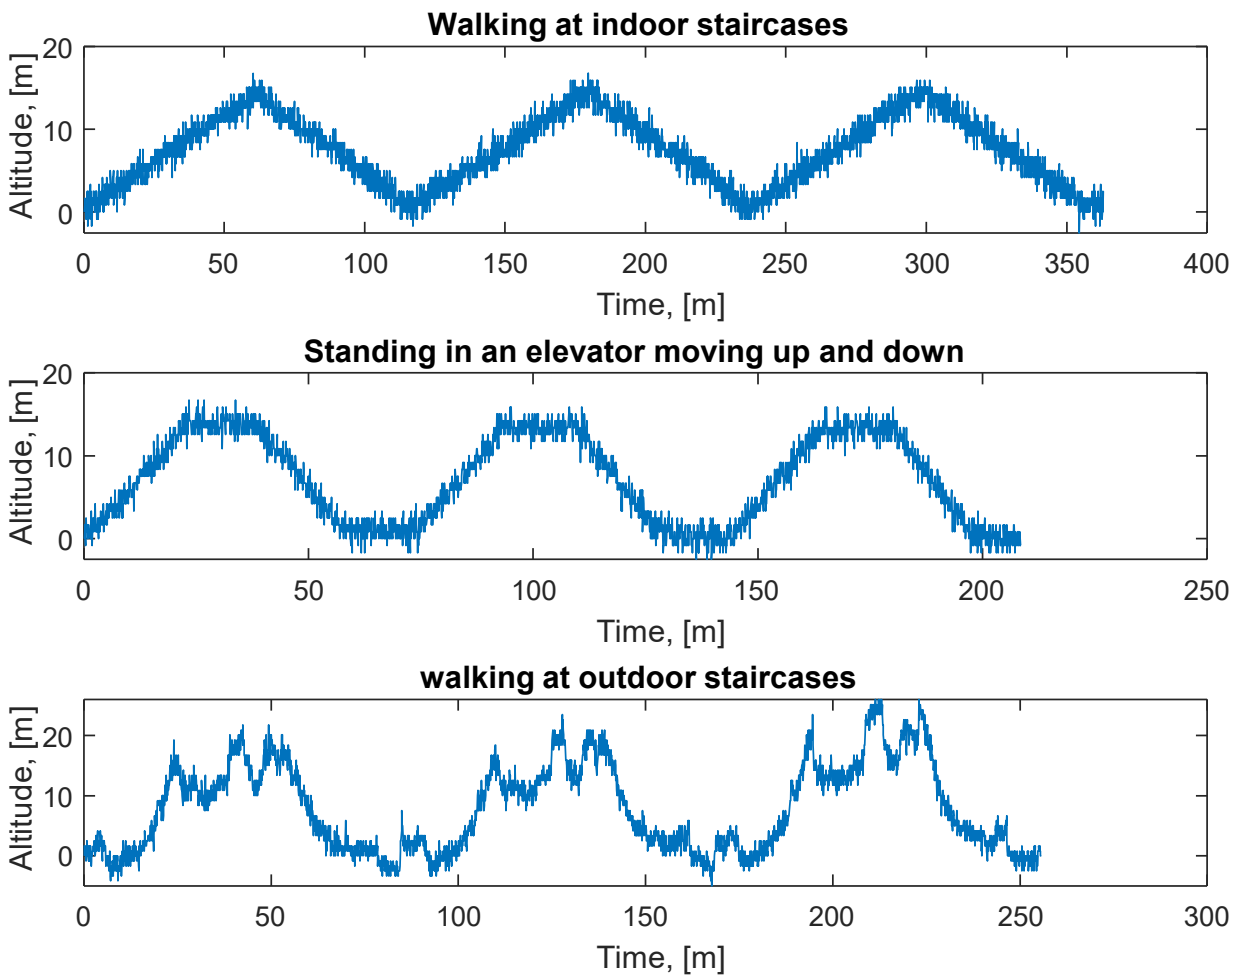 Walking at indoor staircases
20
10
0
Altitude, [m]
0 50 100 150 200 250 300 350 400
Time, [m]
Standing in an elevator moving up and down
20
10
0
Altitude, [m]
0 50 100 150 200 250
Time, [m]
walking at outdoor staircases
20
10
0
Altitude, [m]
0 50 100 150 200 250 300
Time, [m]